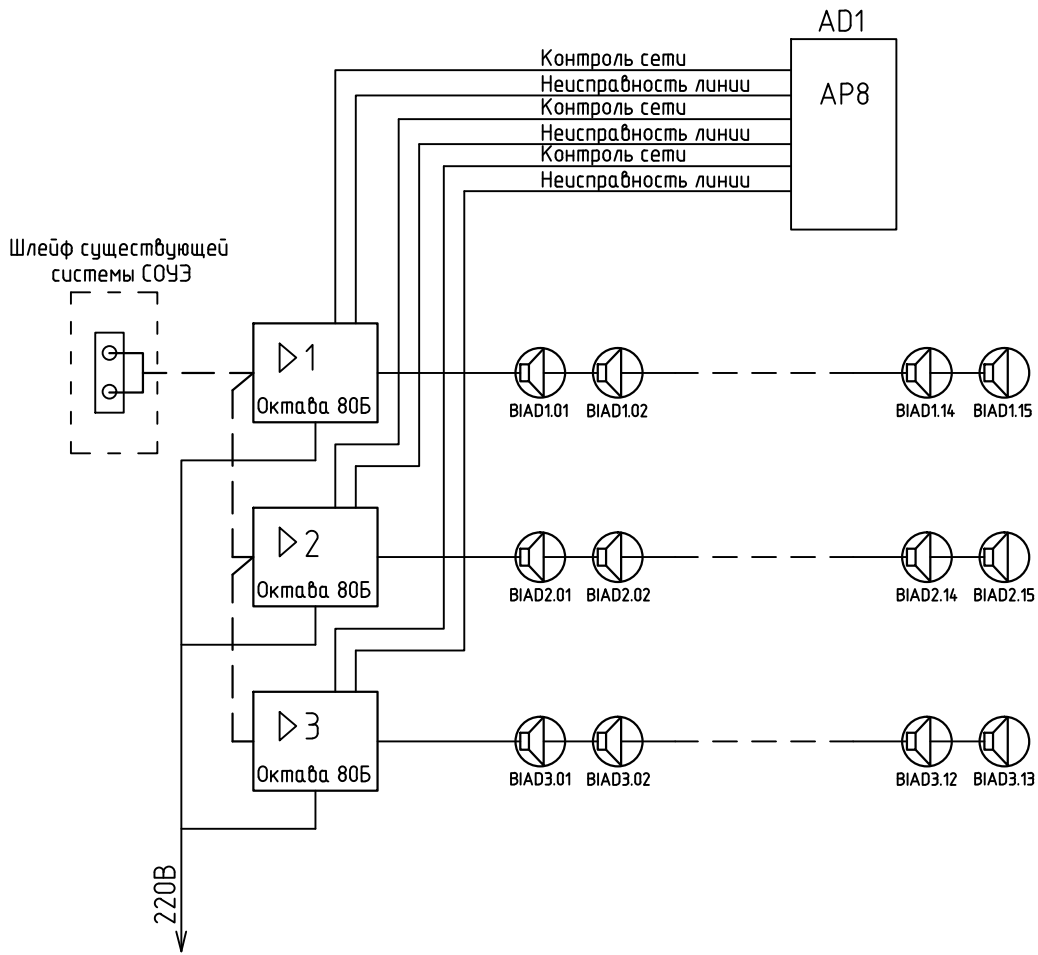 AD1
AP8
Контроль сети
Неисправность линии
Контроль сети
Неисправность линии
Контроль сети
Неисправность линии
Шлейф существующей
системы СОУЭ
1
Октава 80Б
BIAD1.01
BIAD1.02
BIAD1.14
BIAD1.15
2
Октава 80Б
BIAD2.01
BIAD2.02
BIAD2.14
BIAD2.15
3
Октава 80Б
BIAD3.01
BIAD3.02
BIAD3.12
BIAD3.13
220В